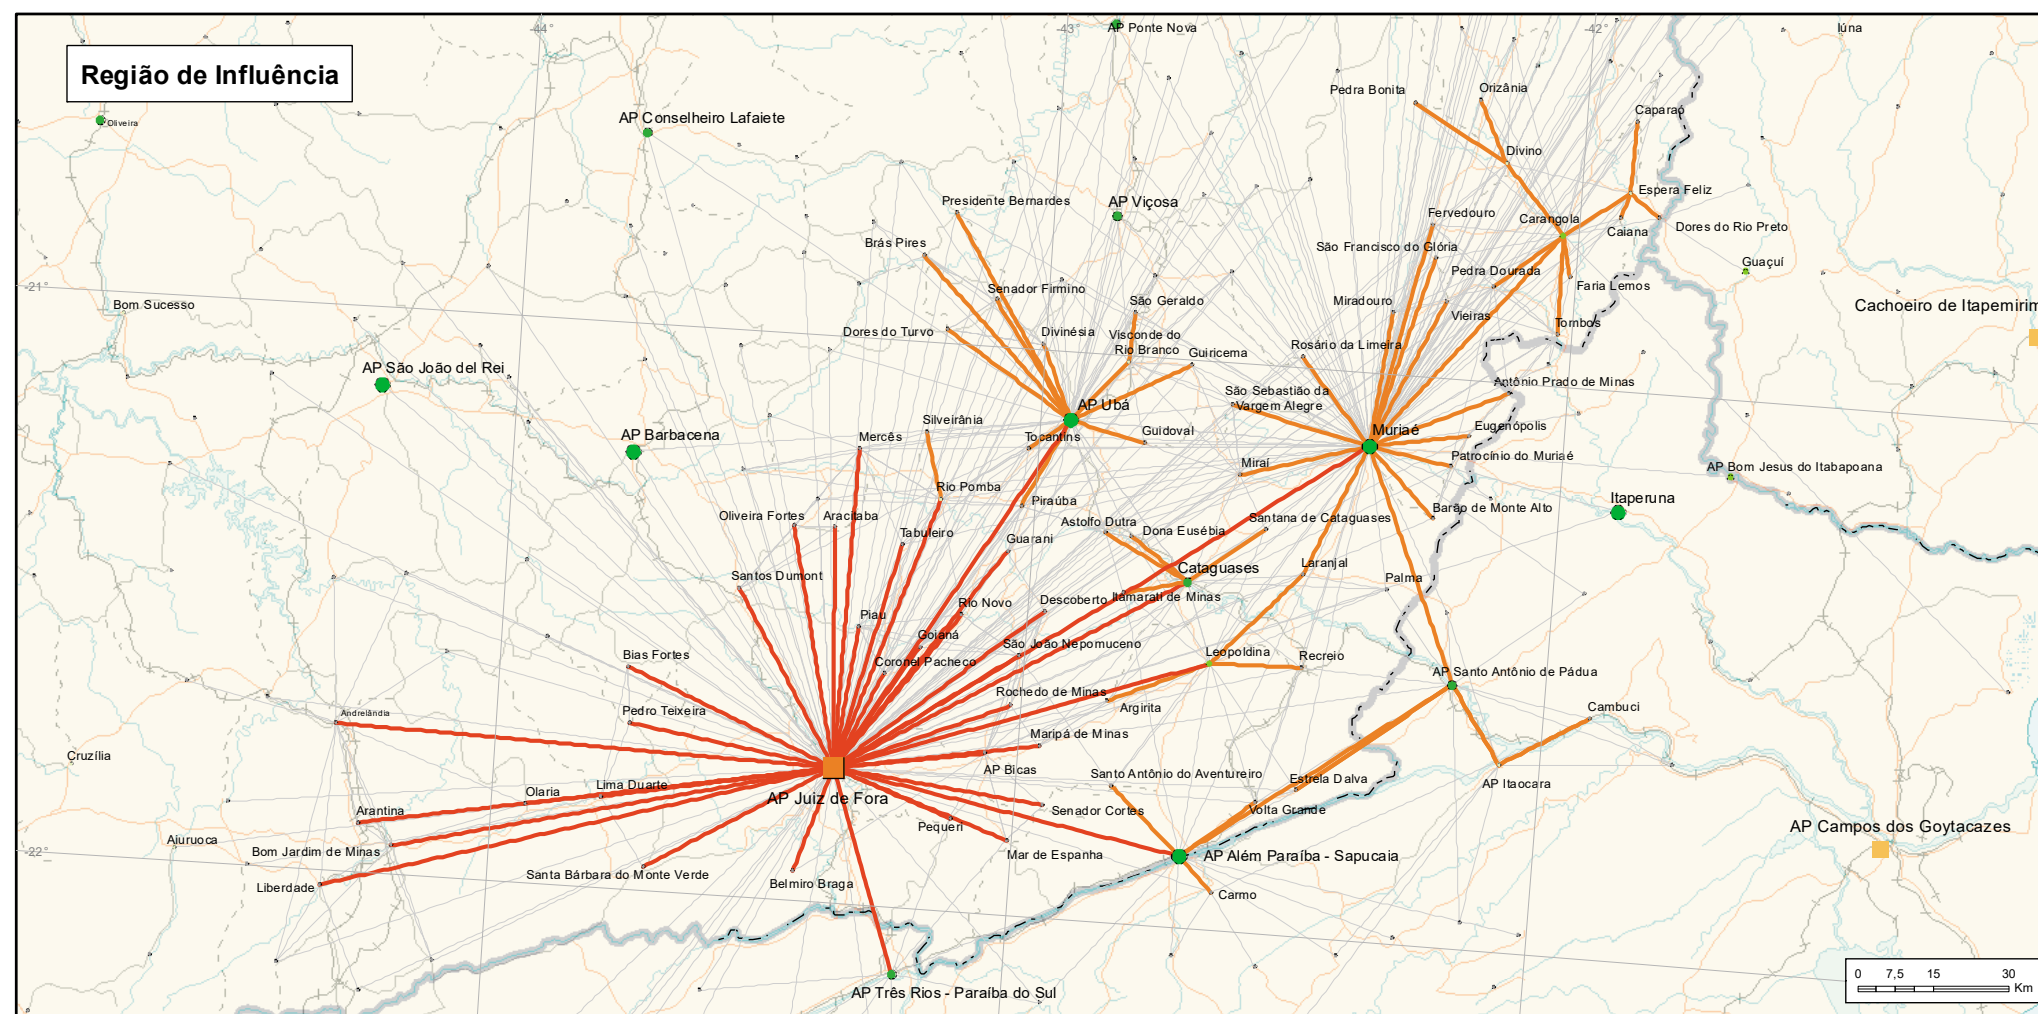 -44°
-43°
-42°
AP Ponte Nova
Iúna
Região de Influência
Pedra Bonita
Orizânia
Caparaó
Oliveira
AP Conselheiro Lafaiete
Divino
Espera Feliz
Presidente Bernardes
AP Viçosa
Fervedouro
Carangola
Caiana
Dores do Rio Preto
Brás Pires
São Francisco do Glória
Guaçuí
Pedra Dourada
-21°
Senador Firmino
Faria Lemos
Bom Sucesso
São Geraldo
Miradouro
Cachoeiro de Itapemirim
Vieiras
Tombos
Dores do Turvo
Divinésia
Visconde do
Rio Branco
Rosário da Limeira
Guiricema
AP São João del Rei
Antônio Prado de Minas
São Sebastião da
Vargem Alegre
AP Ubá
Silveirânia
Eugenópolis
AP Barbacena
Mercês
Tocantins
Guidoval
Muriaé
Miraí
Patrocínio do Muriaé
AP Bom Jesus do Itabapoana
Rio Pomba
Piraúba
Itaperuna
Oliveira Fortes
Aracitaba
Barão de Monte Alto
Astolfo Dutra
Santana de Cataguases
Tabuleiro
Guarani
Dona Eusébia
Santos Dumont
Cataguases
Laranjal
Palma
Rio Novo
Descoberto
Itamarati de Minas
Piau
Goianá
São João Nepomuceno
Bias Fortes
Coronel Pacheco
Leopoldina
Recreio
AP Santo Antônio de Pádua
Rochedo de Minas
Argirita
Cambuci
Andrelândia
Pedro Teixeira
Maripá de Minas
Cruzília
AP Bicas
Santo Antônio do Aventureiro
Estrela Dalva
AP Itaocara
Lima Duarte
Olaria
AP Juiz de Fora
Arantina
Senador Cortes
Volta Grande
Pequeri
AP Campos dos Goytacazes
Aiuruoca
Bom Jardim de Minas
-22°
Mar de Espanha
AP Além Paraíba - Sapucaia
Santa Bárbara do Monte Verde
Belmiro Braga
Liberdade
Carmo
0 7,5 15 30
Km
AP Três Rios - Paraíba do Sul